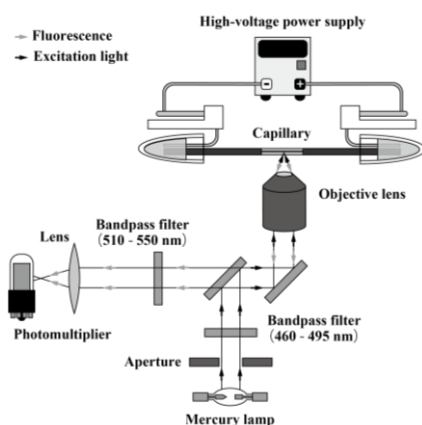 High-voltage power supply
Fluorescence
Excitation light
− +
Capillary
Objective lens
Bandpass filter
(510 - 550 nm)
Lens
Bandpass filter
(460 - 495 nm)
Photomultiplier
Aperture
Mercury lamp